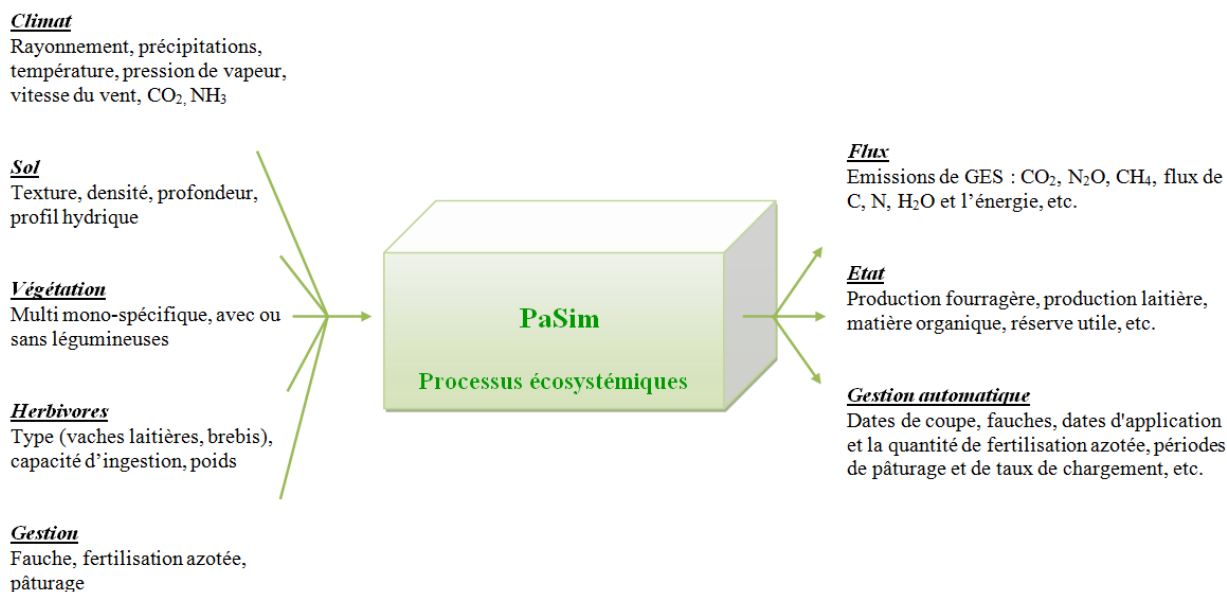 Climat
Rayonnement, précipitations,
température, pression de vapeur,
vitesse du vent, CO₂, NH₃
Sol
Texture, densité, profondeur,
profil hydrique
Végétation
Multi mono-spécifique, avec ou
sans légumineuses
Herbivores
Type (vaches laitières, brebis),
capacité d’ingestion, poids
Gestion
Fauche, fertilisation azotée,
pâturage
PaSim
Processus écosystémiques
Flux
Emissions de GES : CO₂, N₂O, CH₄, flux de
C, N, H₂O et l’énergie, etc.
Etat
Production fourragère, production laitière,
matière organique, réserve utile, etc.
Gestion automatique
Dates de coupe, fauches, dates d'application
et la quantité de fertilisation azotée, périodes
de pâturage et de taux de chargement, etc.